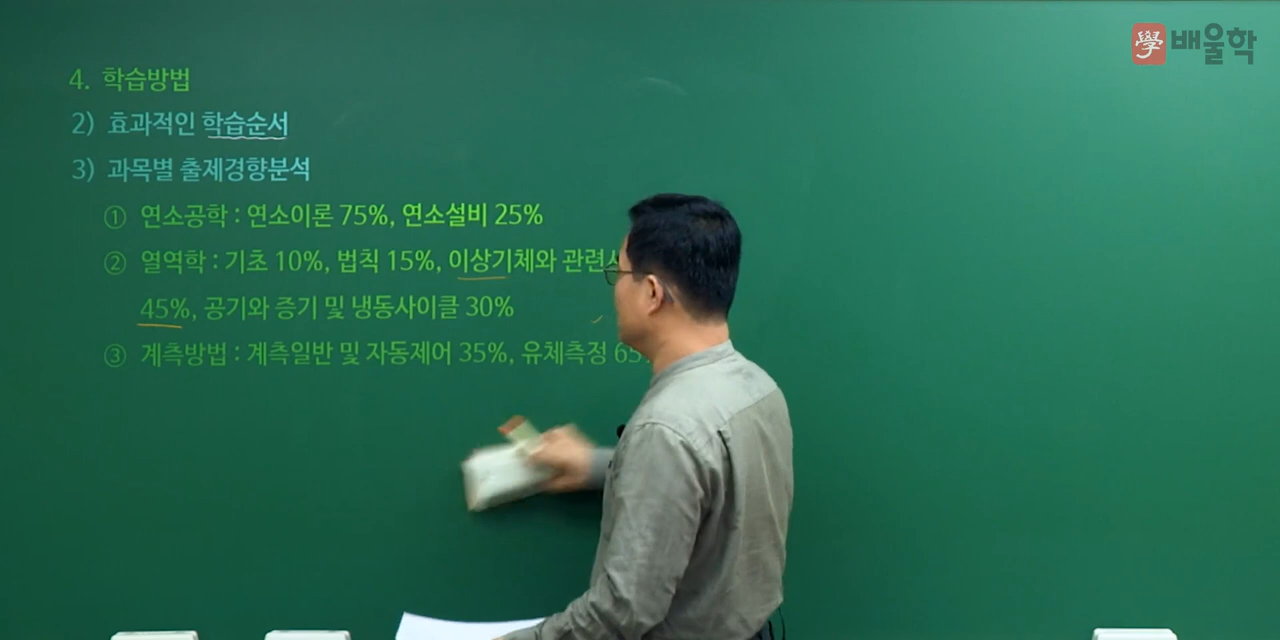 學 배울학
4. 학습방법
2) 효과적인 학습순서
3) 과목별 출제경향분석
① 연소공학 : 연소이론 75%, 연소설비 25%
② 열역학 : 기초 10%, 법칙 15%, 이상기체와
45%, 공기와 증기 및 냉동사이클 30%
③ 계측방법 : 계측일반 및 자동제어 35%, 유체측정